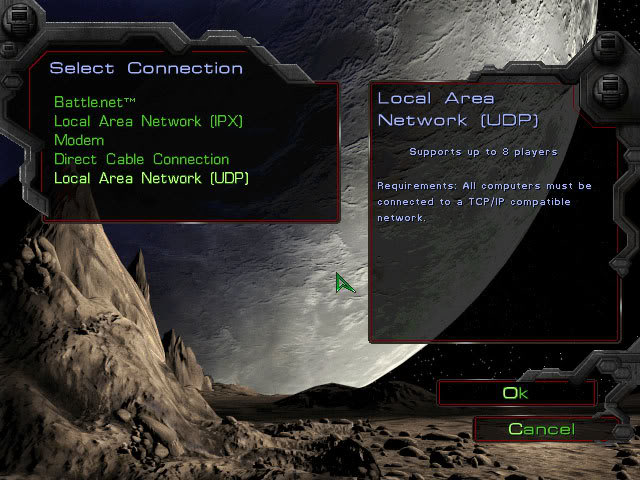 Select Connection
Battle.net™
Local Area Network (IPX)
Modem
Direct Cable Connection
Local Area Network (UDP)
Local Area
Network (UDP)
Supports up to 8 players
Requirements: All computers must be
connected to a TCP/IP compatible
network.
Ok
Cancel